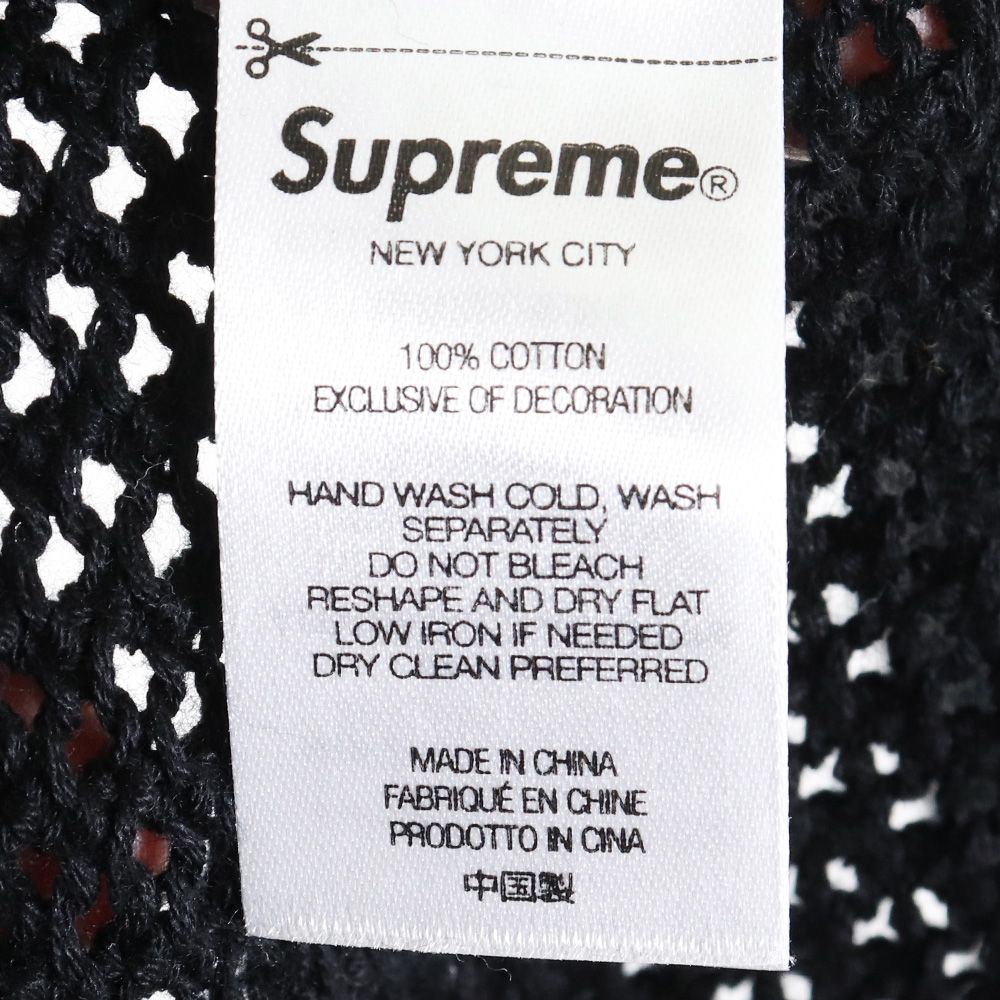 Supreme®
NEW YORK CITY
100% COTTON
EXCLUSIVE OF DECORATION
HAND WASH COLD, WASH
SEPARATELY
DO NOT BLEACH
RESHAPE AND DRY FLAT
LOW IRON IF NEEDED
DRY CLEAN PREFERRED
MADE IN CHINA
FABRIQUÉ EN CHINE
PRODOTTO IN CINA
中国製